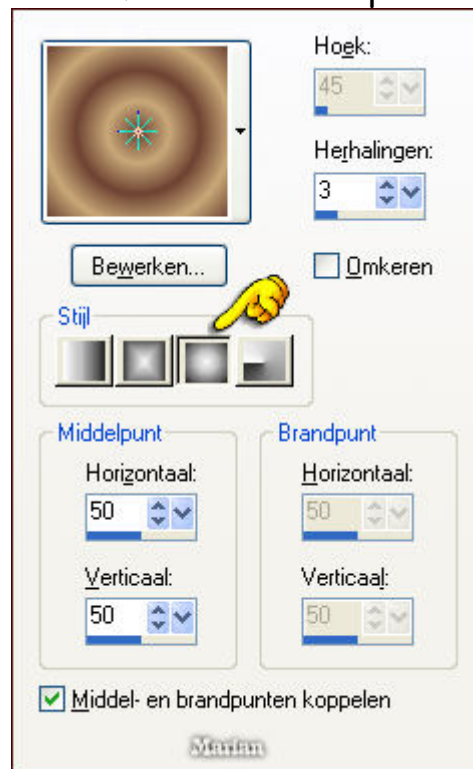 Hoek:
45
Herhalingen:
3
Bewerken...
Omkeren
Stijl
Middelpunt
Horizontaal:
50
Verticaal:
50
Brandpunt
Horizontaal:
50
Verticaal:
50
Middel- en brandpunten koppelen
Marian